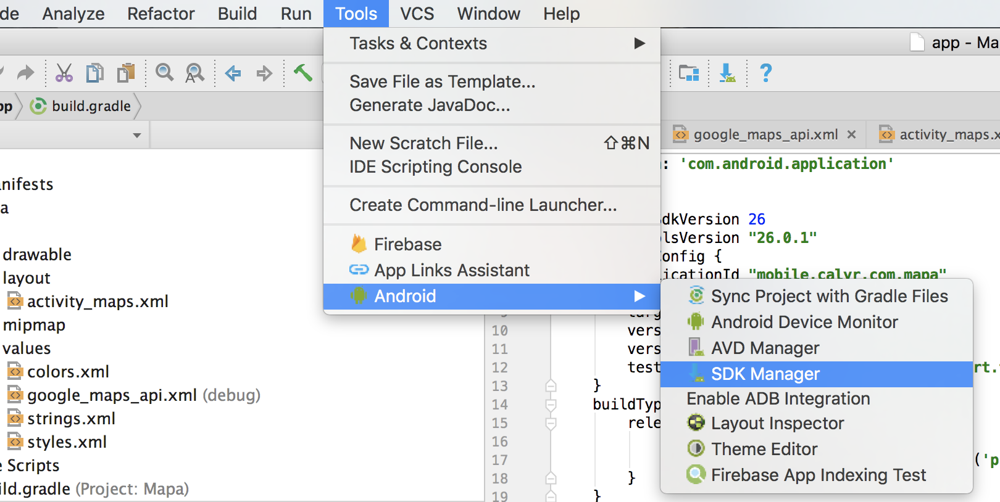 de Analyze Refactor Build Run Tools VCS Window Help
app - Ma
Tasks & Contexts
Save File as Template...
Generate JavaDoc...
New Scratch File... ⇧⌘N
IDE Scripting Console
Create Command-line Launcher...
Firebase
App Links Assistant
Android
Sync Project with Gradle Files
Android Device Monitor
AVD Manager
SDK Manager
Enable ADB Integration
Layout Inspector
Theme Editor
Firebase App Indexing Test
pp build.gradle
google_maps_api.xml
activity_maps.x
anifests
a
drawable
layout
activity_maps.xml
mipmap
values
colors.xml
google_maps_api.xml (debug)
strings.xml
styles.xml
e Scripts
ild.gradle (Project: Mapa)
: 'com.android.application'
dkVersion 26
lsVersion "26.0.1"
onfig {
licationId "mobile.calyr.com.mapa"
9 targ
10 vers
11 vers
12 test rt.
13 }
14 buildTyp
15 rele
16
17 ('p
18 }
19 }